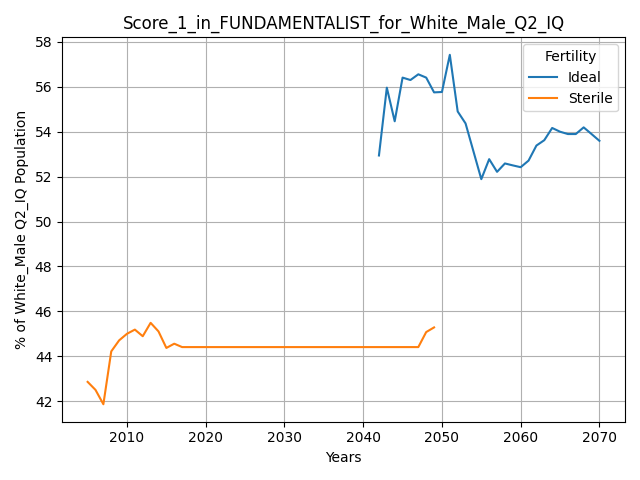 Score_1_in_FUNDAMENTALIST_for_White_Male_Q2_IQ
% of White_Male Q2_IQ Population
58
56
54
52
50
48
46
44
42
Fertility
Ideal
Sterile
2010 2020 2030 2040 2050 2060 2070
Years